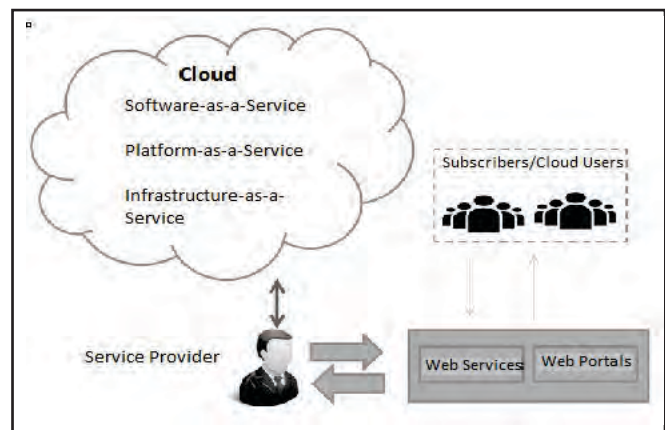 Cloud
Software-as-a-Service
Platform-as-a-Service
Infrastructure-as-a-
Service
Subscribers/Cloud Users
Service Provider
Web Services
Web Portals